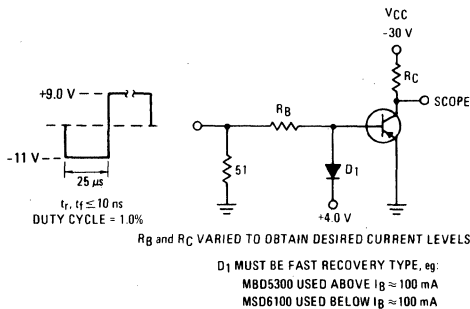 VCC
-30 V
RC
SCOPE
+9.0 V
RB
-11 V
25 µs
51
D1
+4.0 V
tr, tf ≤ 10 ns
DUTY CYCLE = 1.0%
RB and RC VARIED TO OBTAIN DESIRED CURRENT LEVELS
D1 MUST BE FAST RECOVERY TYPE, eg:
MBD5300 USED ABOVE IB ≈ 100 mA
MSD6100 USED BELOW IB ≈ 100 mA